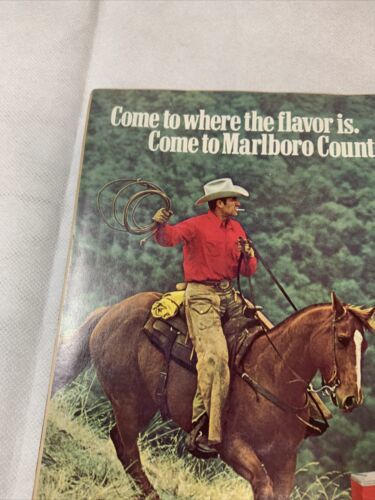 Come to where the flavor is.
Come to Marlboro Count